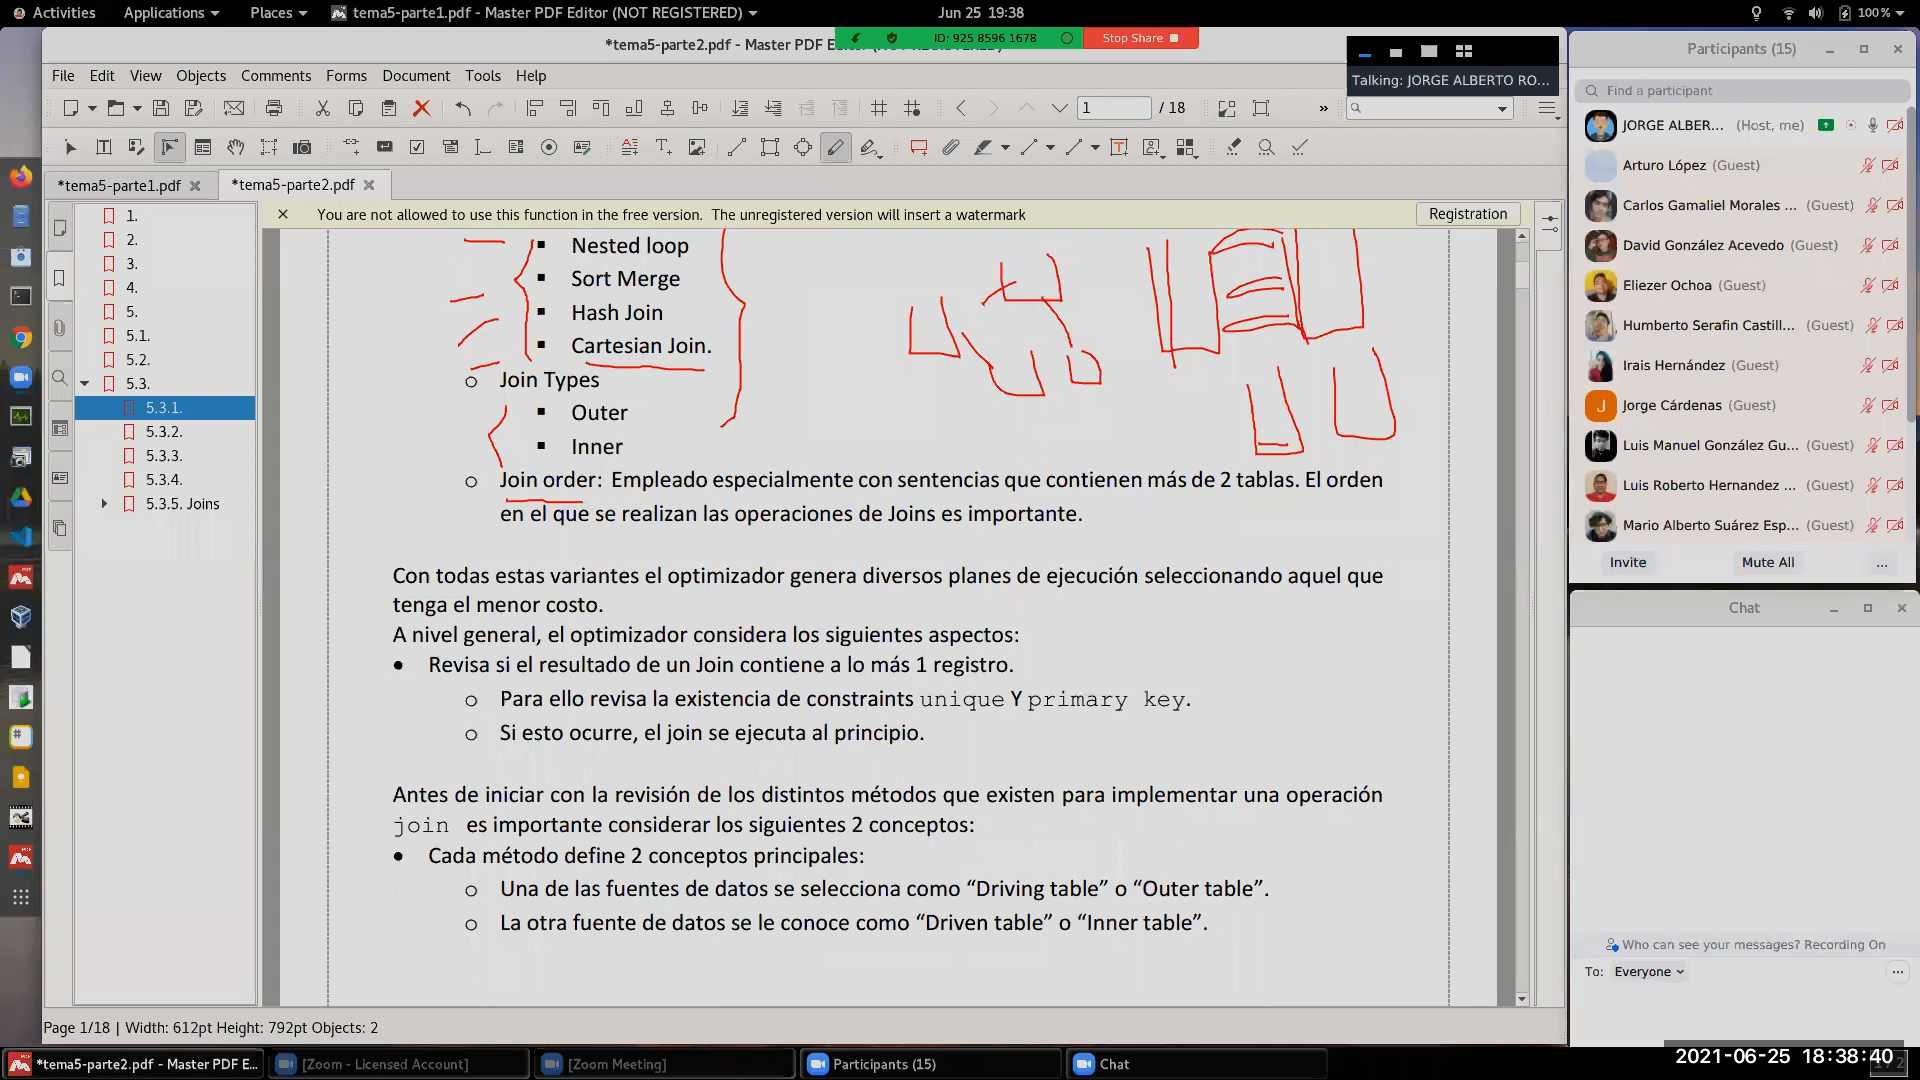 Activities
Applications
Places
tema5-parte1.pdf - Master PDF Editor (NOT REGISTERED)
Jun 25 19:38
100 %
*tema5-parte2.pdf - Master PDF E
ID: 925 8596 1678
Stop Share
Talking: JORGE ALBERTO RO...
File Edit View Objects Comments Forms Document Tools Help
1 / 18
*tema5-parte1.pdf
*tema5-parte2.pdf
You are not allowed to use this function in the free version. The unregistered version will insert a watermark
Registration
1.
2.
3.
4.
5.
5.1.
5.2.
5.3.
5.3.1.
5.3.2.
5.3.3.
5.3.4.
5.3.5. Joins
▪ Nested loop
▪ Sort Merge
▪ Hash Join
▪ Cartesian Join.
o Join Types
▪ Outer
▪ Inner
o Join order: Empleado especialmente con sentencias que contienen más de 2 tablas. El orden
en el que se realizan las operaciones de Joins es importante.
Con todas estas variantes el optimizador genera diversos planes de ejecución seleccionando aquel que
tenga el menor costo.
A nivel general, el optimizador considera los siguientes aspectos:
• Revisa si el resultado de un Join contiene a lo más 1 registro.
o Para ello revisa la existencia de constraints unique Y primary key.
o Si esto ocurre, el join se ejecuta al principio.
Antes de iniciar con la revisión de los distintos métodos que existen para implementar una operación
join es importante considerar los siguientes 2 conceptos:
• Cada método define 2 conceptos principales:
o Una de las fuentes de datos se selecciona como “Driving table” o “Outer table”.
o La otra fuente de datos se le conoce como “Driven table” o “Inner table”.
Page 1/18 | Width: 612pt Height: 792pt Objects: 2
Participants (15)
Find a participant
JORGE ALBER... (Host, me)
Arturo López (Guest)
Carlos Gamaliel Morales ... (Guest)
David González Acevedo (Guest)
Eliezer Ochoa (Guest)
Humberto Serafin Castill... (Guest)
Irais Hernández (Guest)
J Jorge Cárdenas (Guest)
Luis Manuel González Gu... (Guest)
Luis Roberto Hernandez ... (Guest)
Mario Alberto Suárez Esp... (Guest)
Invite
Mute All
...
Chat
Who can see your messages? Recording On
To: Everyone
*tema5-parte2.pdf - Master PDF E...
[Zoom - Licensed Account]
[Zoom Meeting]
Participants (15)
Chat
2021-06-25 18:38:40